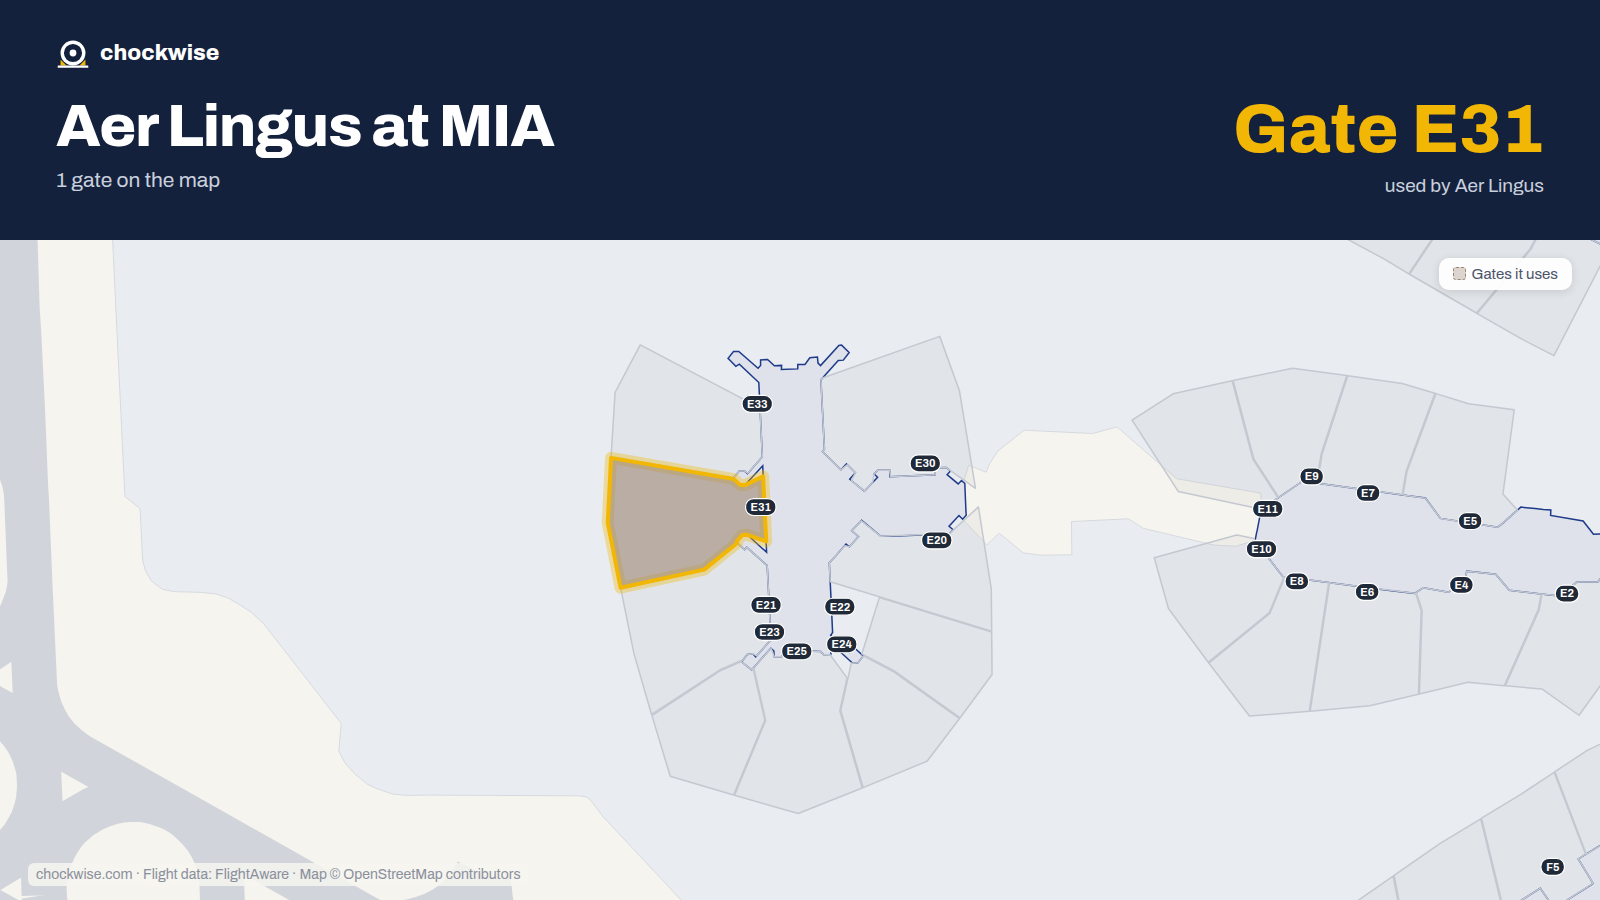 chockwise
Aer Lingus at MIA
1 gate on the map
Gate E31
used by Aer Lingus
Gates it uses
E33
E30
E31
E20
E21
E22
E23
E24
E25
E9
E7
E11
E5
E10
E8
E6
E4
E2
F5
chockwise.com · Flight data: FlightAware · Map © OpenStreetMap contributors